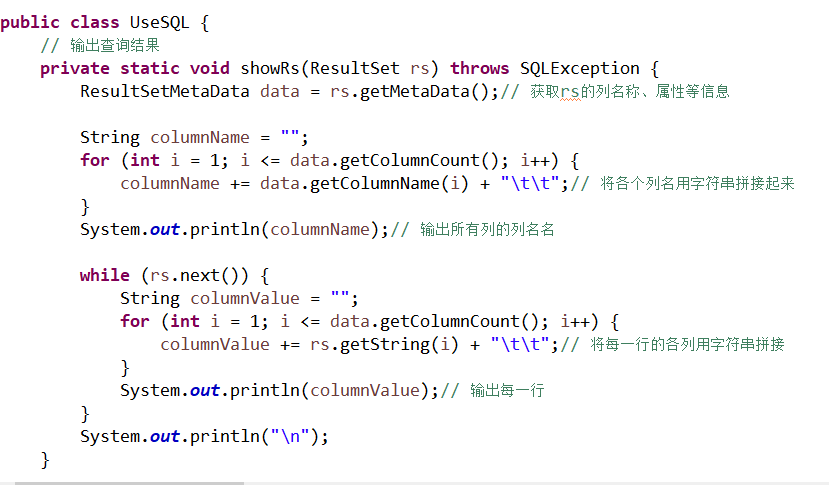 public class UseSQL {
// 输出查询结果
private static void showRs(ResultSet rs) throws SQLException {
ResultSetMetaData data = rs.getMetaData();// 获取rs的列名称、属性等信息
String columnName = "";
for (int i = 1; i <= data.getColumnCount(); i++) {
columnName += data.getColumnName(i) + "\t\t";// 将各个列名用字符串拼接起来
}
System.out.println(columnName);// 输出所有列的列名名
while (rs.next()) {
String columnValue = "";
for (int i = 1; i <= data.getColumnCount(); i++) {
columnValue += rs.getString(i) + "\t\t";// 将每一行的各列用字符串拼接
}
System.out.println(columnValue);// 输出每一行
}
System.out.println("\n");
}